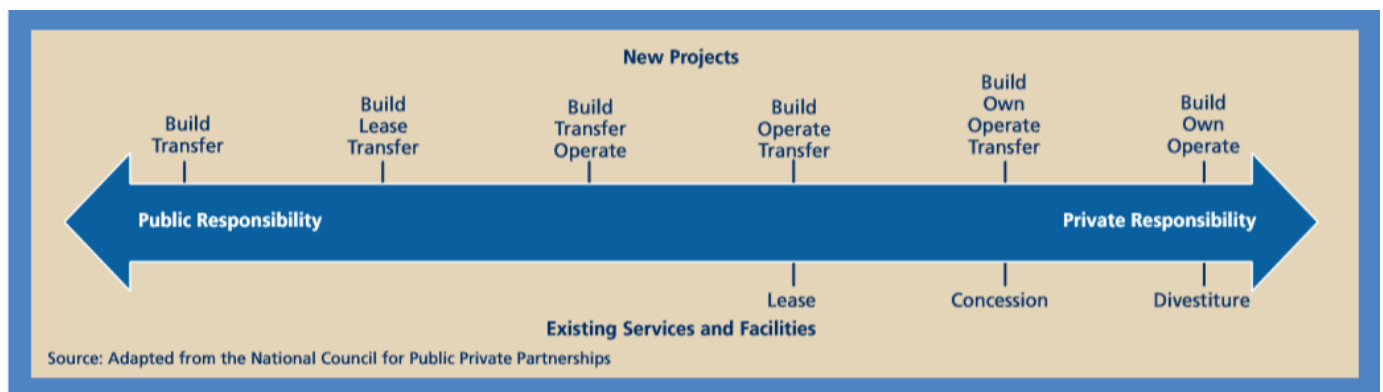 New Projects
Build
Transfer
Build
Lease
Transfer
Build
Transfer
Operate
Build
Operate
Transfer
Build
Own
Operate
Transfer
Build
Own
Operate
Public Responsibility
Private Responsibility
Lease
Concession
Divestiture
Existing Services and Facilities
Source: Adapted from the National Council for Public Private Partnerships